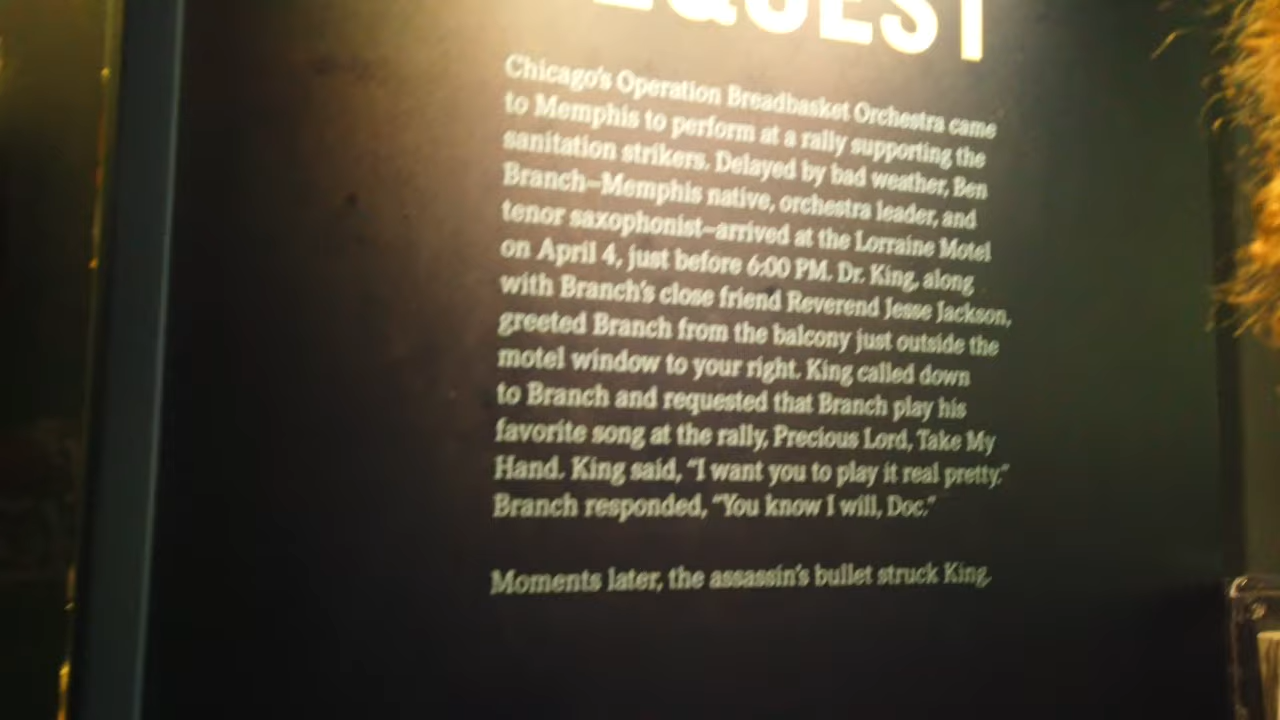 EQUEST
Chicago's Operation Breadbasket Orchestra came
to Memphis to perform at a rally supporting the
sanitation strikers. Delayed by bad weather, Ben
Branch–Memphis native, orchestra leader, and
tenor saxophonist–arrived at the Lorraine Motel
on April 4, just before 6:00 PM. Dr. King, along
with Branch's close friend Reverend Jesse Jackson,
greeted Branch from the balcony just outside the
motel window to your right. King called down
to Branch and requested that Branch play his
favorite song at the rally, Precious Lord, Take My
Hand. King said, “I want you to play it real pretty.”
Branch responded, “You know I will, Doc.”
Moments later, the assassin's bullet struck King.